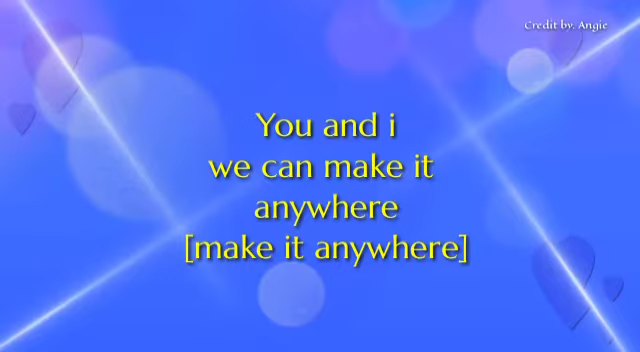 Credit by. Angie
You and i
we can make it
anywhere
[make it anywhere]